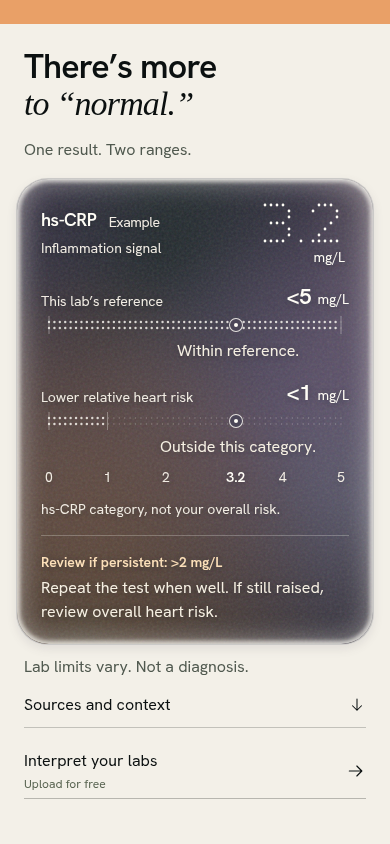 There’s more
to “normal.”
One result. Two ranges.
hs-CRP Example
3.2
Inflammation signal
mg/L
This lab’s reference
<5 mg/L
Within reference.
Lower relative heart risk
<1 mg/L
Outside this category.
0 1 2 3.2 4 5
hs-CRP category, not your overall risk.
Review if persistent: >2 mg/L
Repeat the test when well. If still raised,
review overall heart risk.
Lab limits vary. Not a diagnosis.
Sources and context ↓
Interpret your labs →
Upload for free